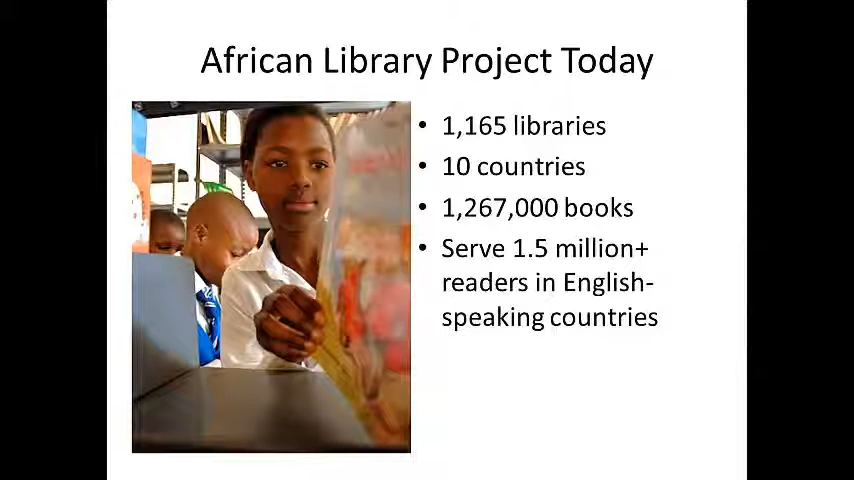 African Library Project Today
• 1,165 libraries
• 10 countries
• 1,267,000 books
• Serve 1.5 million+
readers in English-
speaking countries